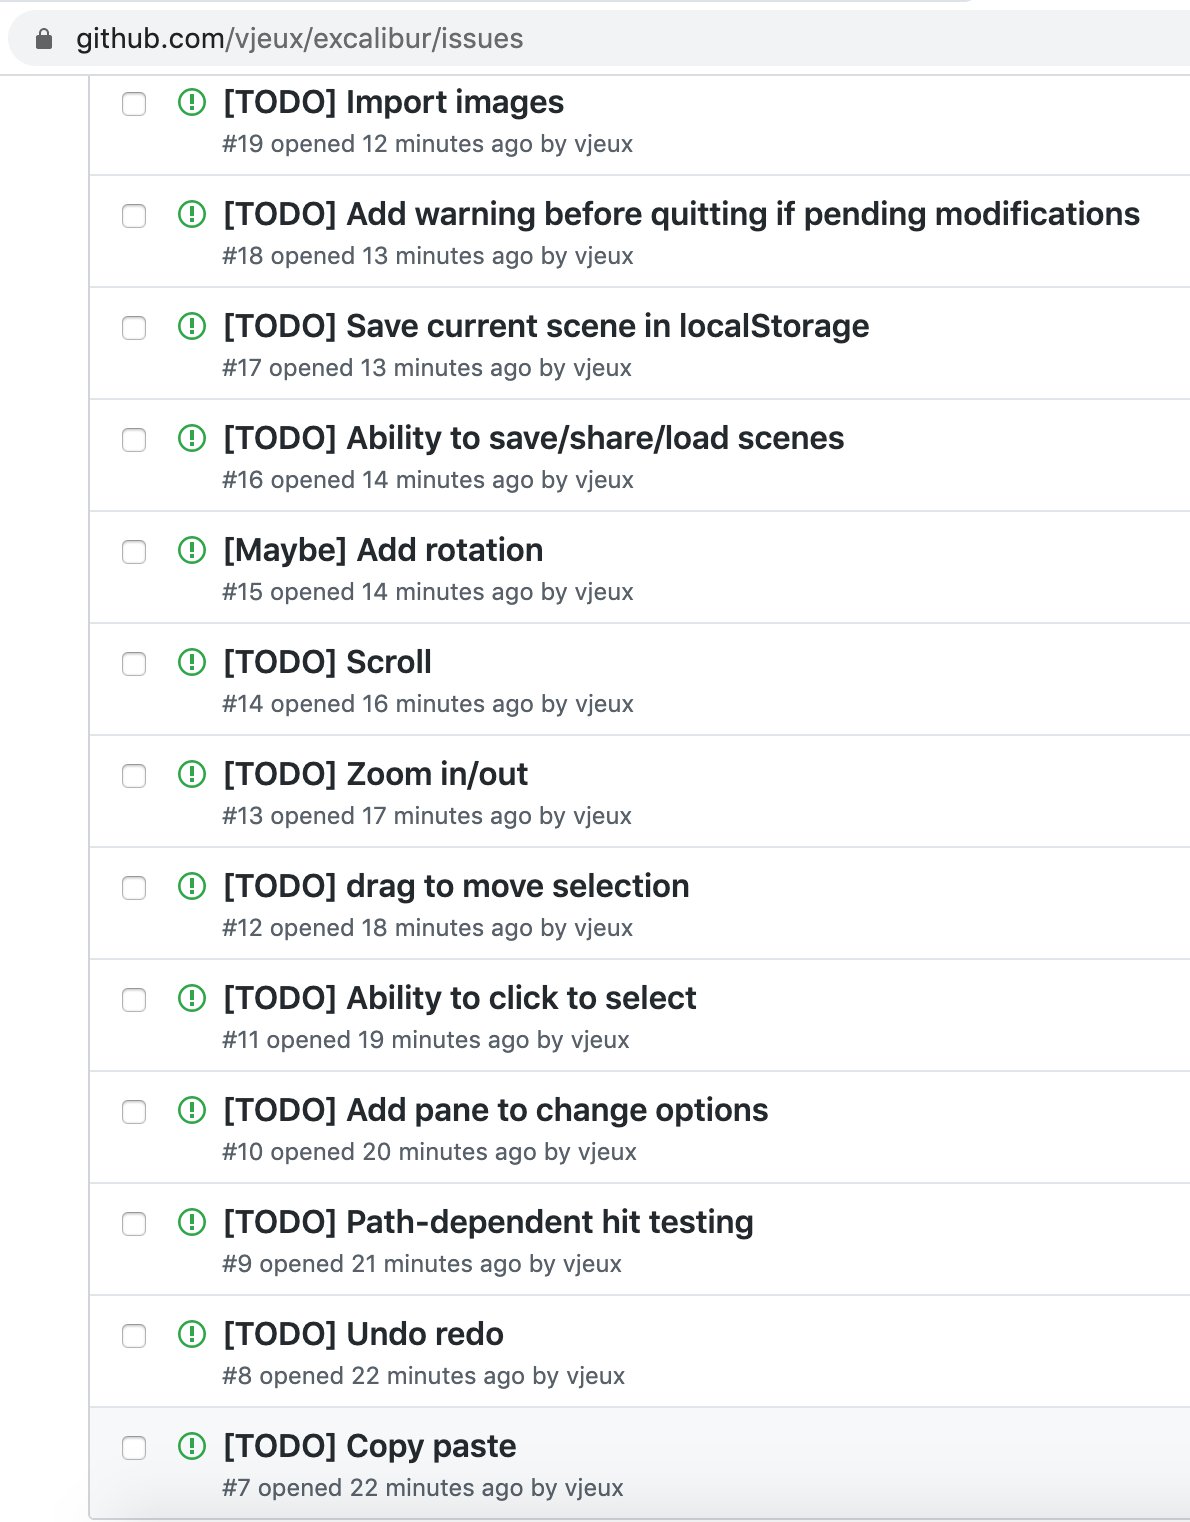 github.com/vjeux/excalibur/issues
[TODO] Import images
#19 opened 12 minutes ago by vjeux
[TODO] Add warning before quitting if pending modifications
#18 opened 13 minutes ago by vjeux
[TODO] Save current scene in localStorage
#17 opened 13 minutes ago by vjeux
[TODO] Ability to save/share/load scenes
#16 opened 14 minutes ago by vjeux
[Maybe] Add rotation
#15 opened 14 minutes ago by vjeux
[TODO] Scroll
#14 opened 16 minutes ago by vjeux
[TODO] Zoom in/out
#13 opened 17 minutes ago by vjeux
[TODO] drag to move selection
#12 opened 18 minutes ago by vjeux
[TODO] Ability to click to select
#11 opened 19 minutes ago by vjeux
[TODO] Add pane to change options
#10 opened 20 minutes ago by vjeux
[TODO] Path-dependent hit testing
#9 opened 21 minutes ago by vjeux
[TODO] Undo redo
#8 opened 22 minutes ago by vjeux
[TODO] Copy paste
#7 opened 22 minutes ago by vjeux